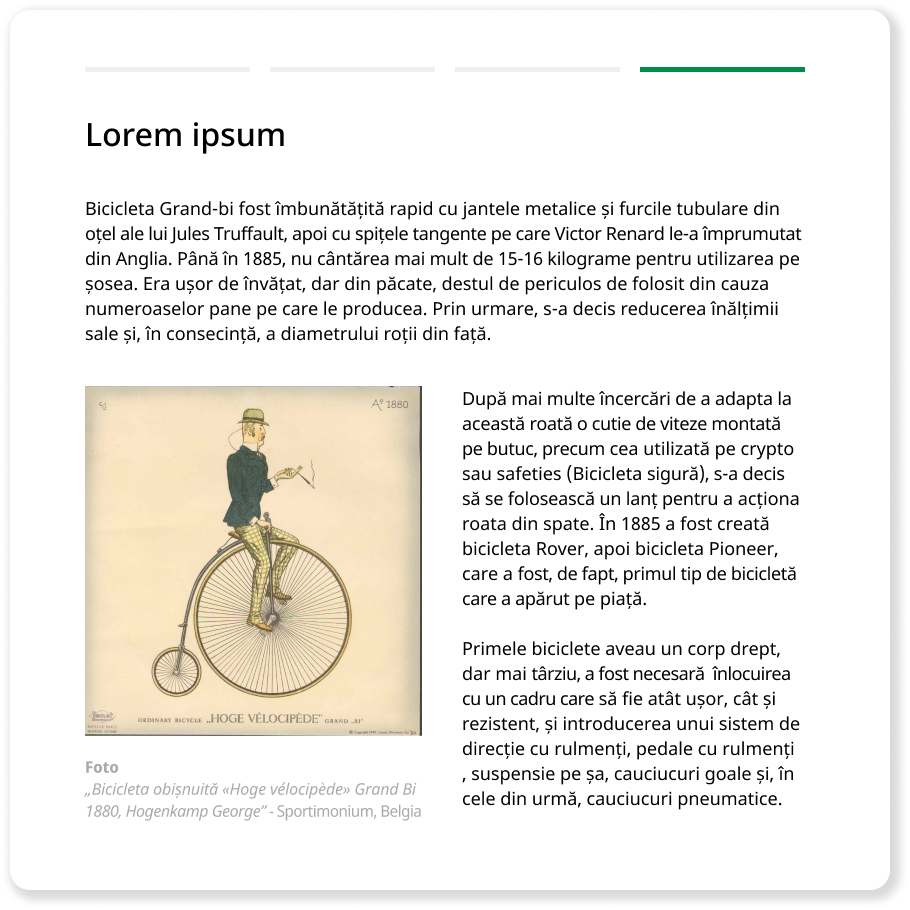 Lorem ipsum
Bicicleta Grand-bi fost îmbunătățită rapid cu jantele metalice și furcile tubulare din
oțel ale lui Jules Truffault, apoi cu spițele tangente pe care Victor Renard le-a împrumutat
din Anglia. Până în 1885, nu cântărea mai mult de 15-16 kilograme pentru utilizarea pe
șosea. Era ușor de învățat, dar din păcate, destul de periculos de folosit din cauza
numeroaselor pane pe care le producea. Prin urmare, s-a decis reducerea înălțimii
sale și, în consecință, a diametrului roții din față.
Aº 1880
ORDINARY BICYCLE „HOGE VÉLOCIPÈDE” GRAND „BI”
Foto
„Bicicleta obișnuită «Hoge vélocipède» Grand Bi
1880, Hogenkamp George” - Sportimonium, Belgia
După mai multe încercări de a adapta la
această roată o cutie de viteze montată
pe butuc, precum cea utilizată pe crypto
sau safeties (Bicicleta sigură), s-a decis
să se folosească un lanț pentru a acționa
roata din spate. În 1885 a fost creată
bicicleta Rover, apoi bicicleta Pioneer,
care a fost, de fapt, primul tip de bicicletă
care a apărut pe piață.
Primele biciclete aveau un corp drept,
dar mai târziu, a fost necesară înlocuirea
cu un cadru care să fie atât ușor, cât și
rezistent, și introducerea unui sistem de
direcție cu rulmenți, pedale cu rulmenți
, suspensie pe șa, cauciucuri goale și, în
cele din urmă, cauciucuri pneumatice.